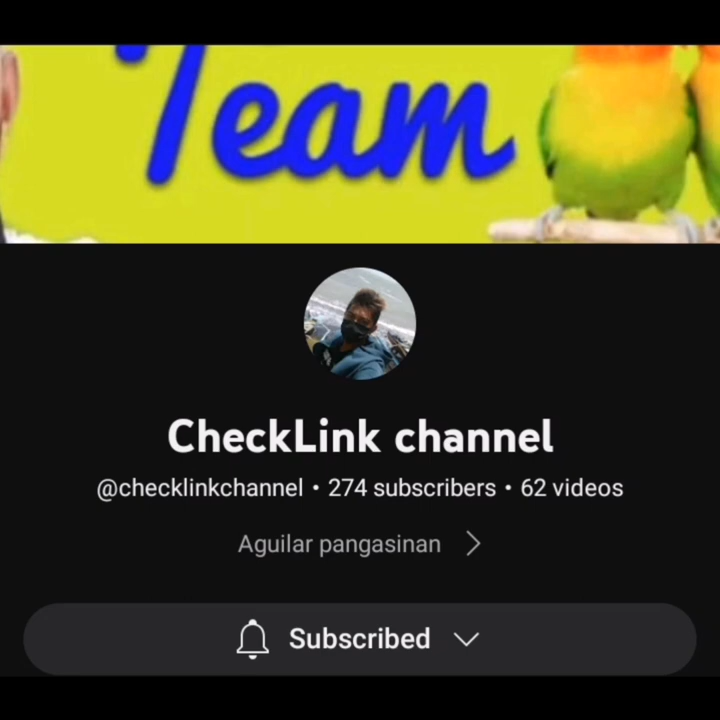 Team
CheckLink channel
@checklinkchannel • 274 subscribers • 62 videos
Aguilar pangasinan
Subscribed